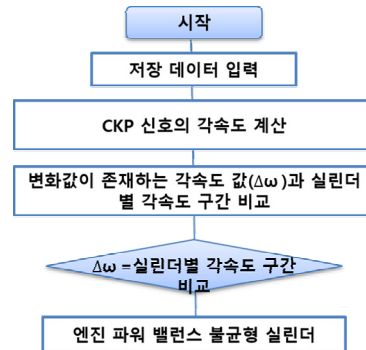 시작
저장 데이터 입력
CKP 신호의 각속도 계산
변화값이 존재하는 각속도 값(Δω)과 실린더
별 각속도 구간 비교
Δω =실린더별 각속도 구간
비교
엔진 파워 밸런스 불균형 실린더